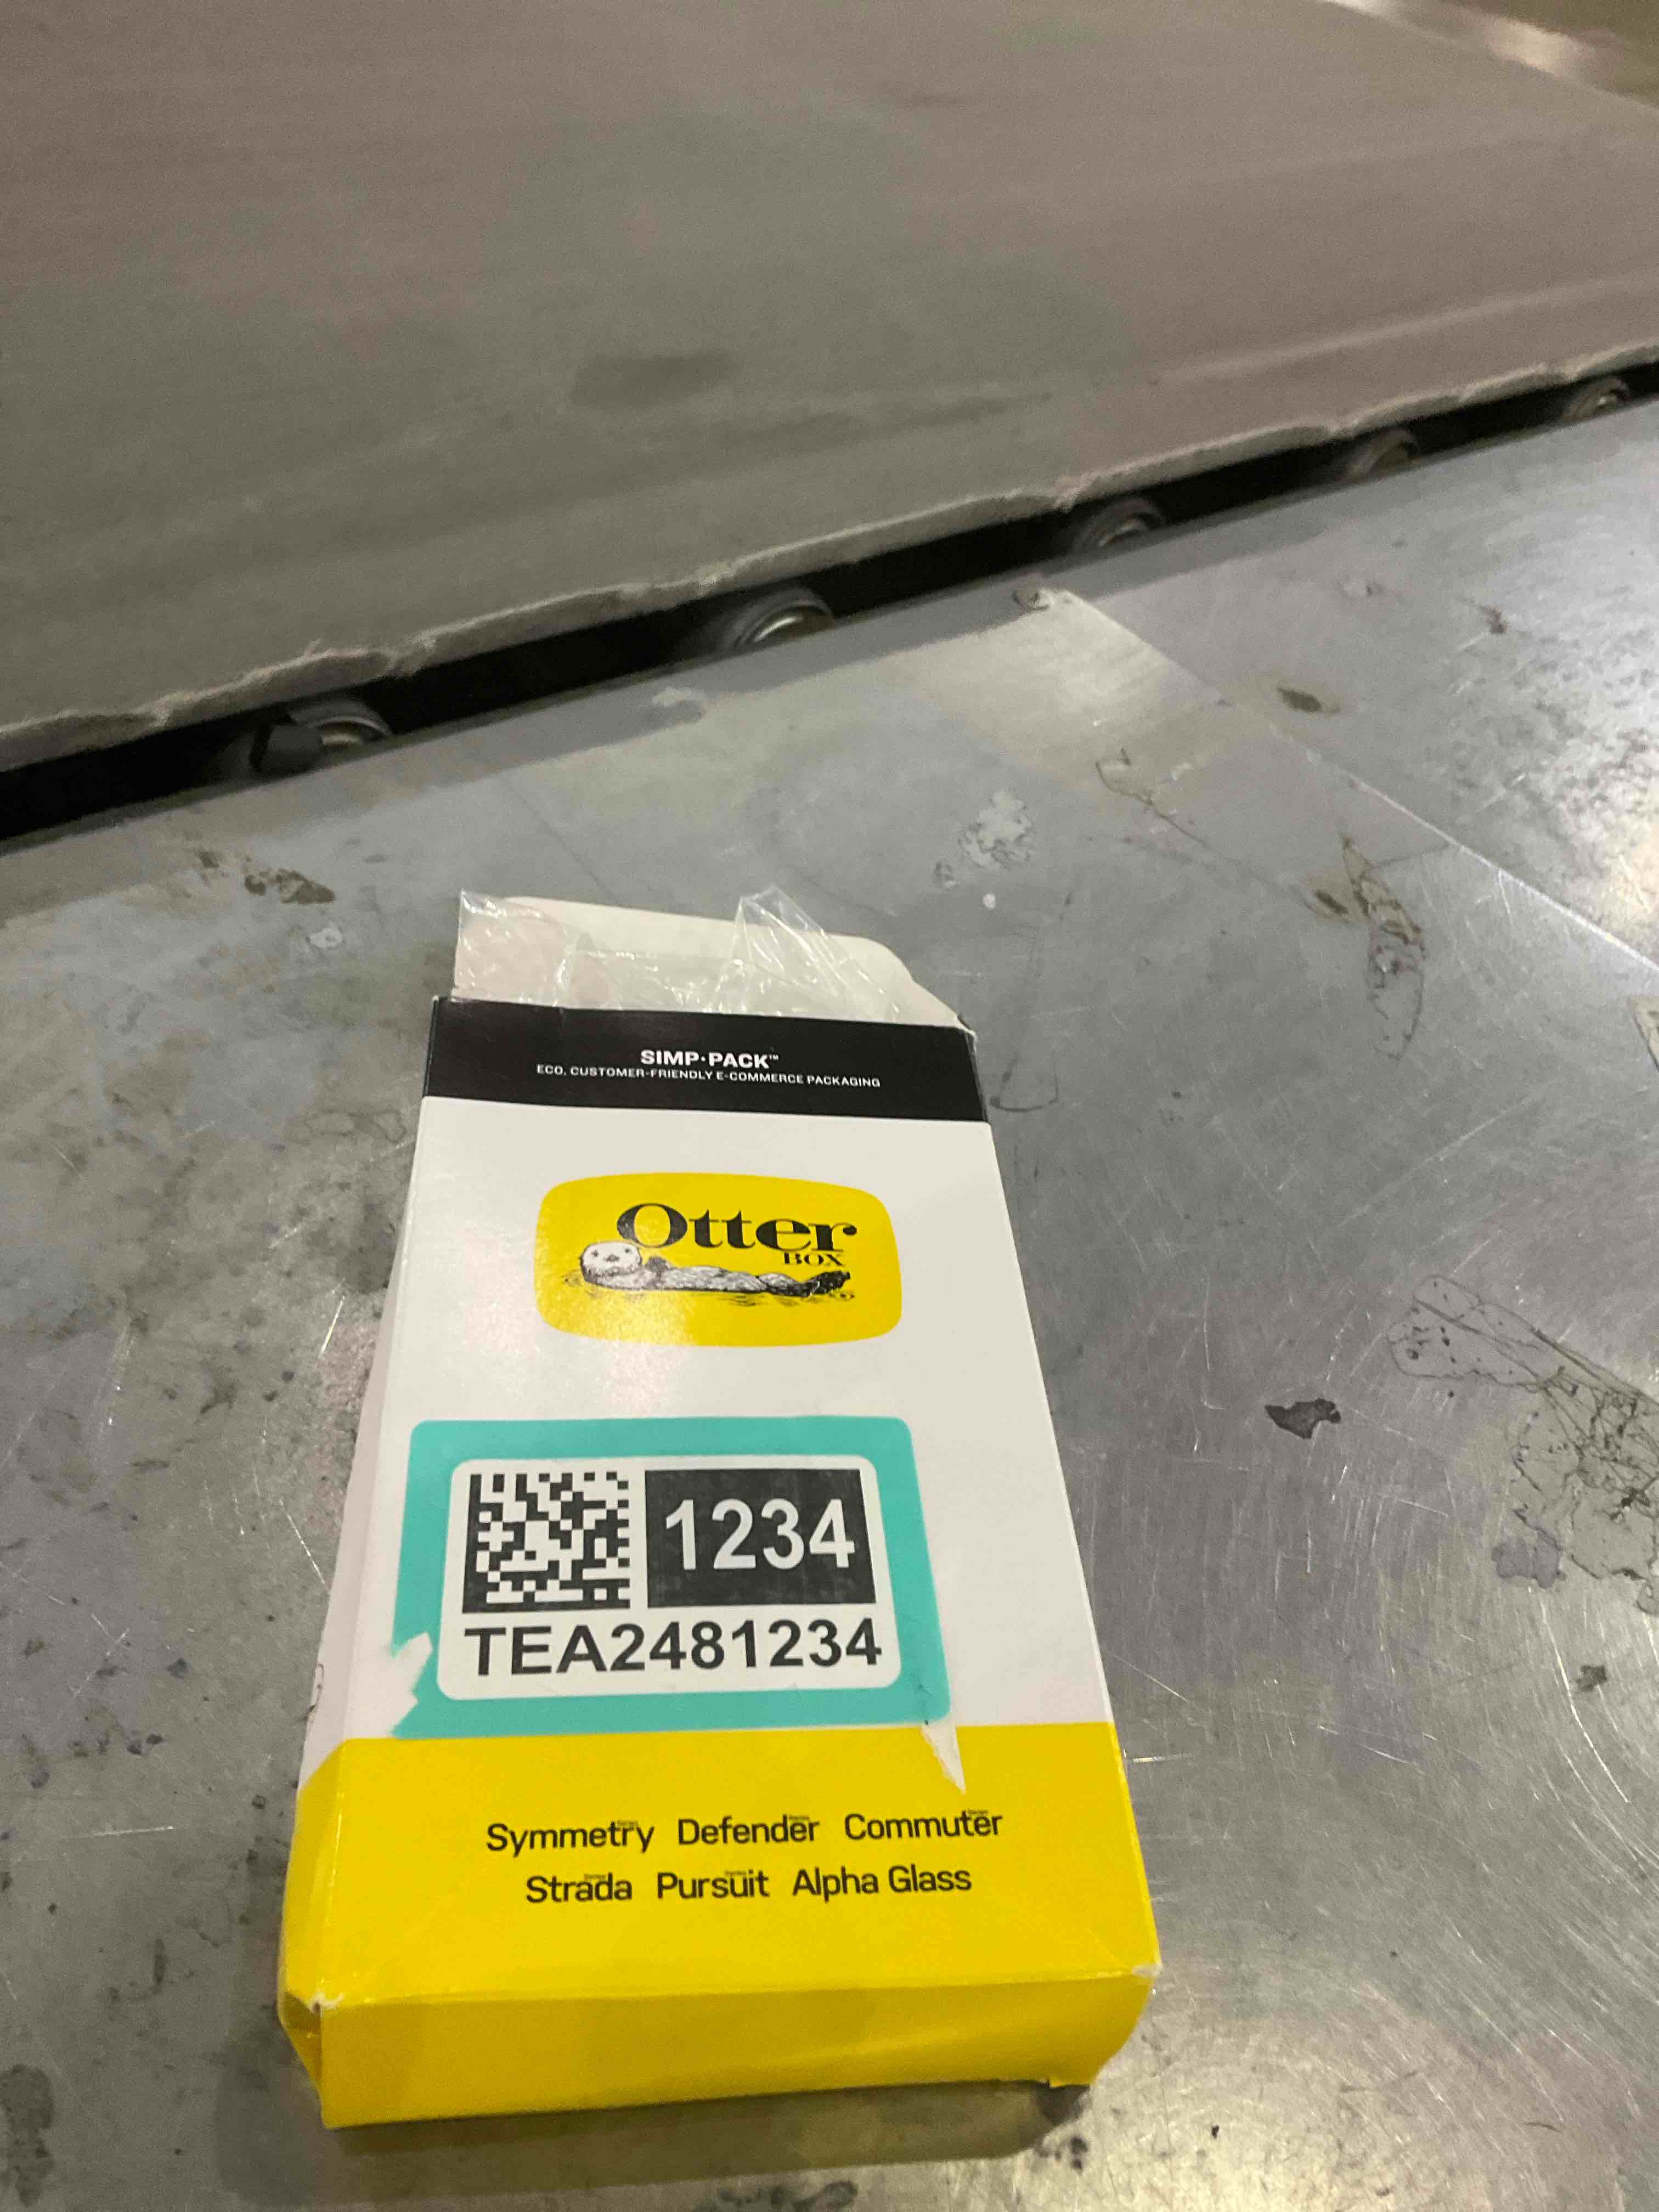 SIMP·PACK™
ECO, CUSTOMER-FRIENDLY E-COMMERCE PACKAGING
Otter
BOX
1234
TEA2481234
Symmetry Defender Commuter
Strada Pursuit Alpha Glass